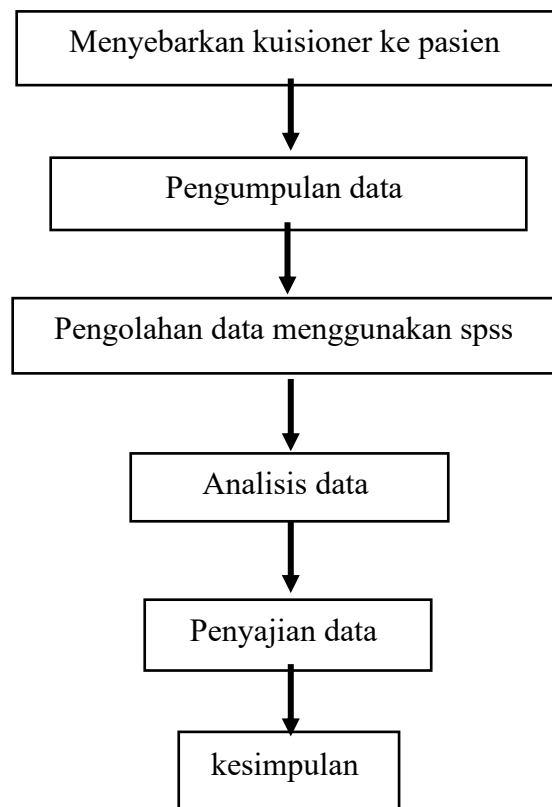 Menyebarkan kuisioner ke pasien
Pengumpulan data
Pengolahan data menggunakan spss
Analisis data
Penyajian data
kesimpulan